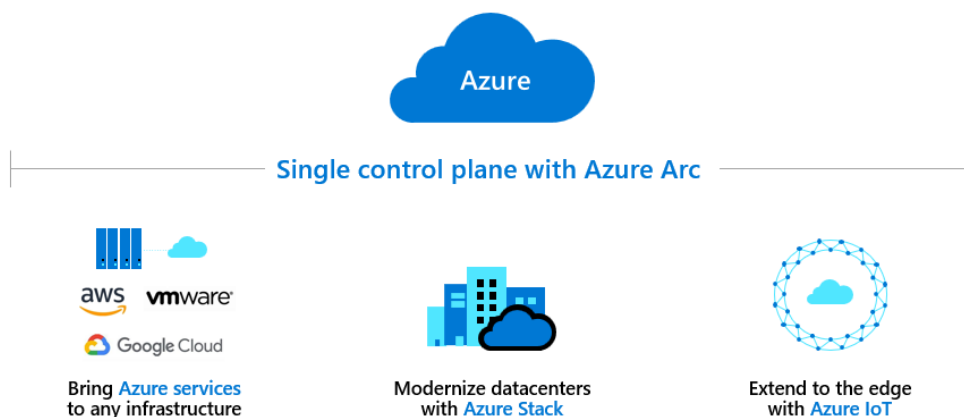 Azure
Single control plane with Azure Arc
aws
vmware®
Google Cloud
Bring Azure services
to any infrastructure
Modernize datacenters
with Azure Stack
Extend to the edge
with Azure IoT